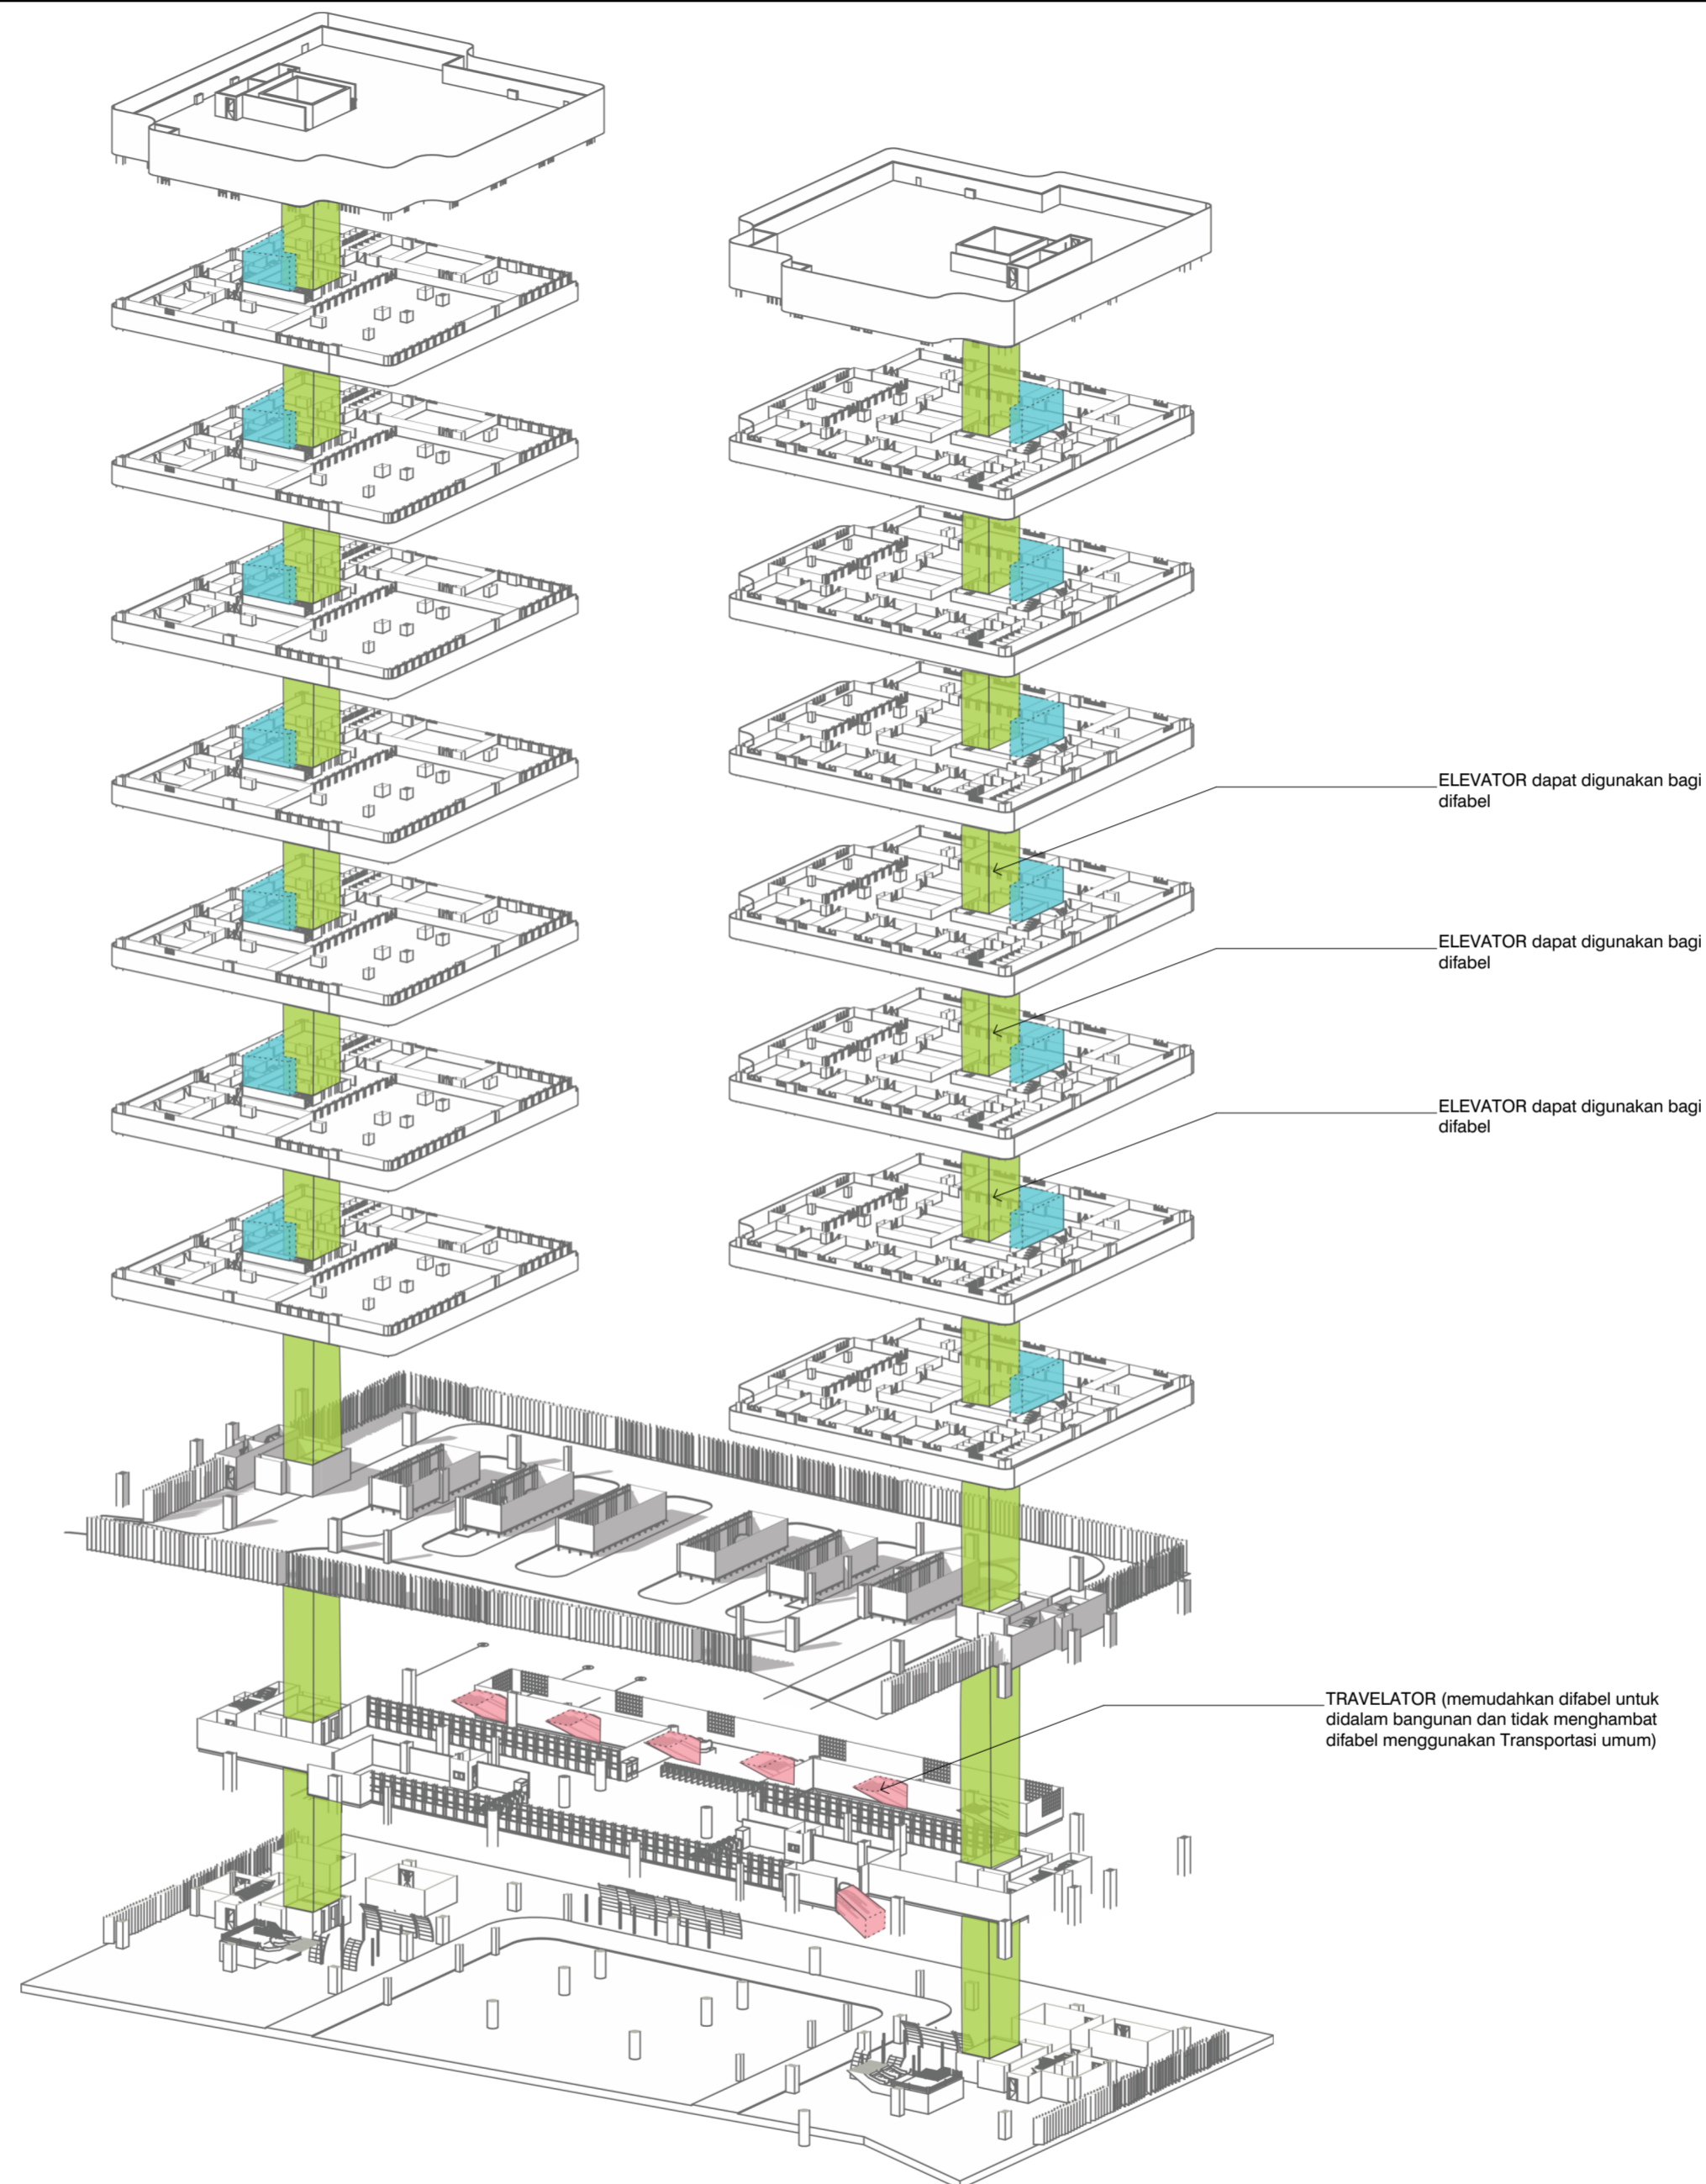 ELEVATOR dapat digunakan bagi
difabel
ELEVATOR dapat digunakan bagi
difabel
ELEVATOR dapat digunakan bagi
difabel
TRAVELATOR (memudahkan difabel untuk
didalam bangunan dan tidak menghambat
difabel menggunakan Transportasi umum)